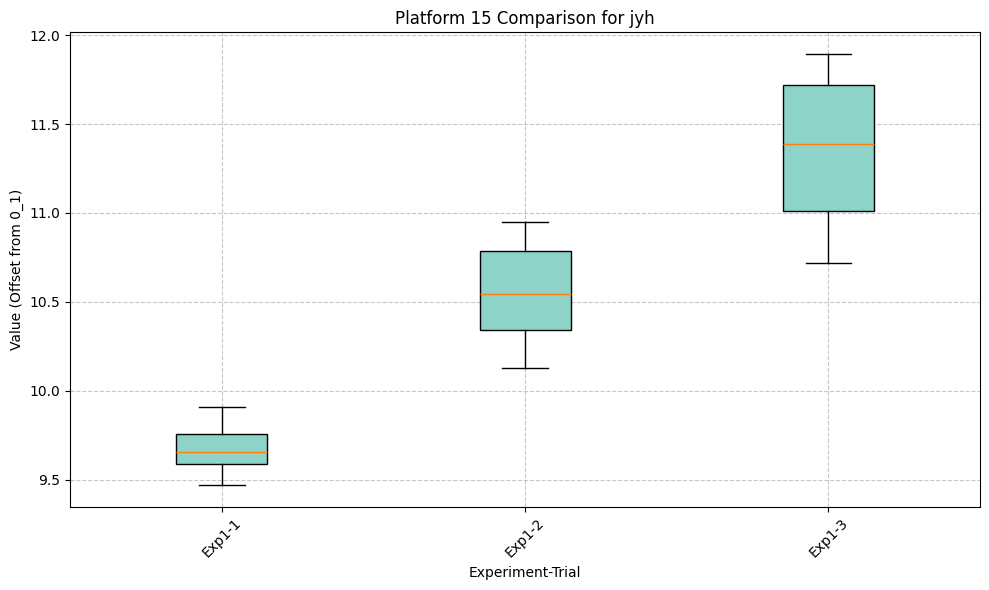 Platform 15 Comparison for jyh
Value (Offset from 0_1)
12.0
11.5
11.0
10.5
10.0
9.5
Exp1-1
Exp1-2
Exp1-3
Experiment-Trial